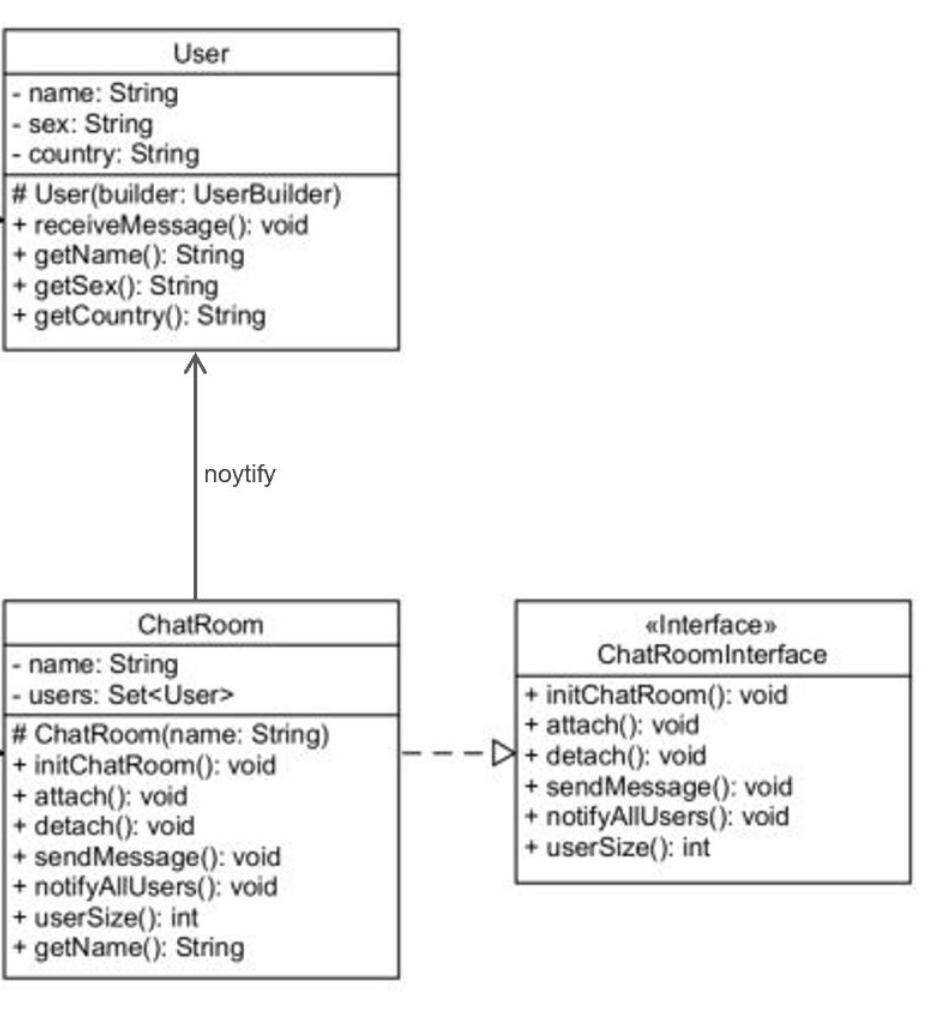 User
- name: String
- sex: String
- country: String
# User(builder: UserBuilder)
+ receiveMessage(): void
+ getName(): String
+ getSex(): String
+ getCountry(): String
noytify
ChatRoom
- name: String
- users: Set<User>
# ChatRoom(name: String)
+ initChatRoom(): void
+ attach(): void
+ detach(): void
+ sendMessage(): void
+ notifyAllUsers(): void
+ userSize(): int
+ getName(): String
«Interface»
ChatRoomInterface
+ initChatRoom(): void
+ attach(): void
+ detach(): void
+ sendMessage(): void
+ notifyAllUsers(): void
+ userSize(): int